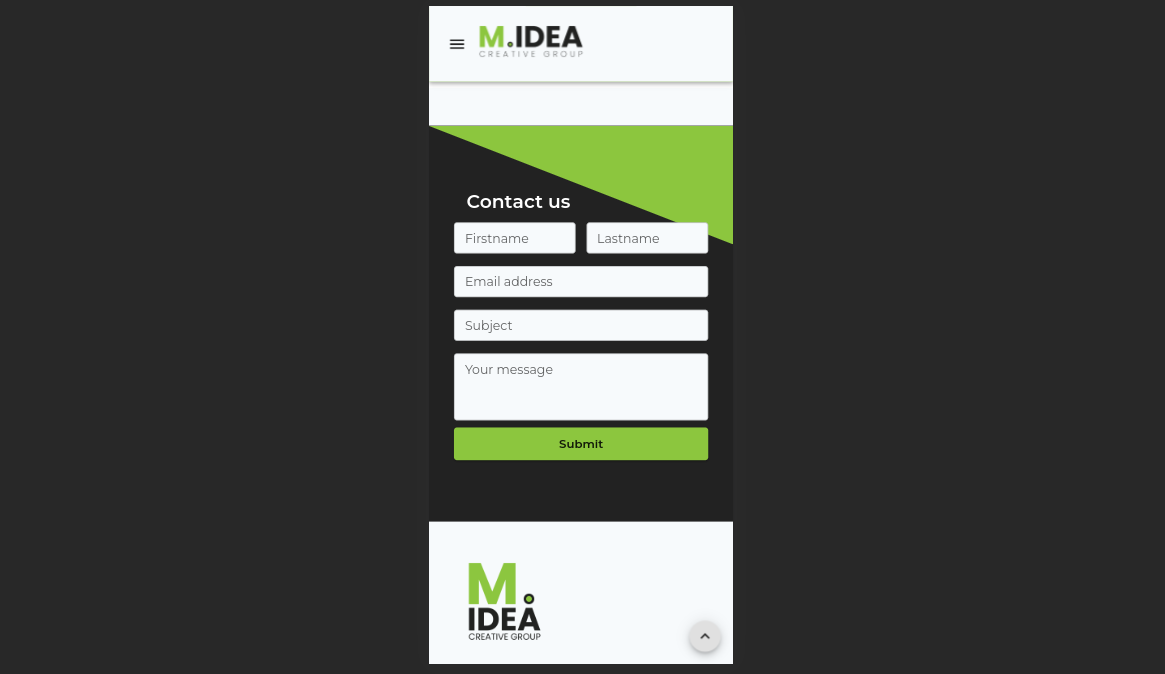 M.IDEA
CREATIVE GROUP
Contact us
Firstname
Lastname
Email address
Subject
Your message
Submit
M.
IDEA
CREATIVE GROUP